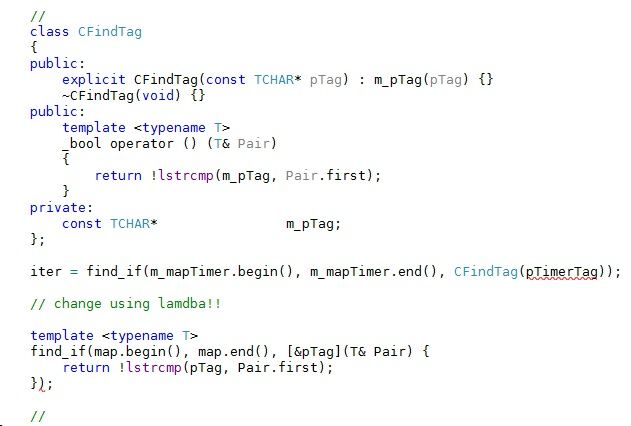 //
class CFindTag
{
public:
    explicit CFindTag(const TCHAR* pTag) : m_pTag(pTag) {}
    ~CFindTag(void) {}
public:
    template <typename T>
    _bool operator () (T& Pair)
    {
        return !lstrcmp(m_pTag, Pair.first);
    }
private:
    const TCHAR*                m_pTag;
};

iter = find_if(m_mapTimer.begin(), m_mapTimer.end(), CFindTag(pTimerTag));

// change using lamdba!!

template <typename T>
find_if(map.begin(), map.end(), [&pTag](T& Pair) {
    return !lstrcmp(pTag, Pair.first);
});

//